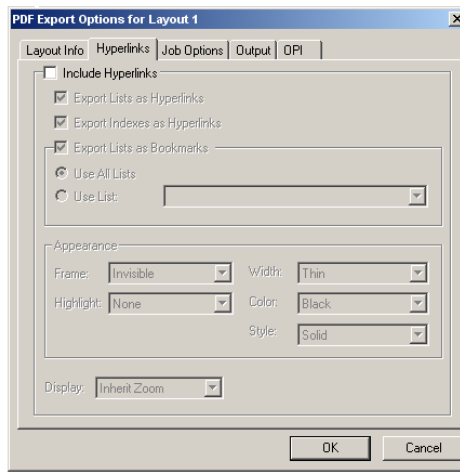 PDF Export Options for Layout 1
Layout Info Hyperlinks Job Options Output OPI
Include Hyperlinks
Export Lists as Hyperlinks
Export Indexes as Hyperlinks
Export Lists as Bookmarks
Use All Lists
Use List:
Appearance
Frame: Invisible Width: Thin
Highlight: None Color: Black
Style: Solid
Display: Inherit Zoom
OK Cancel